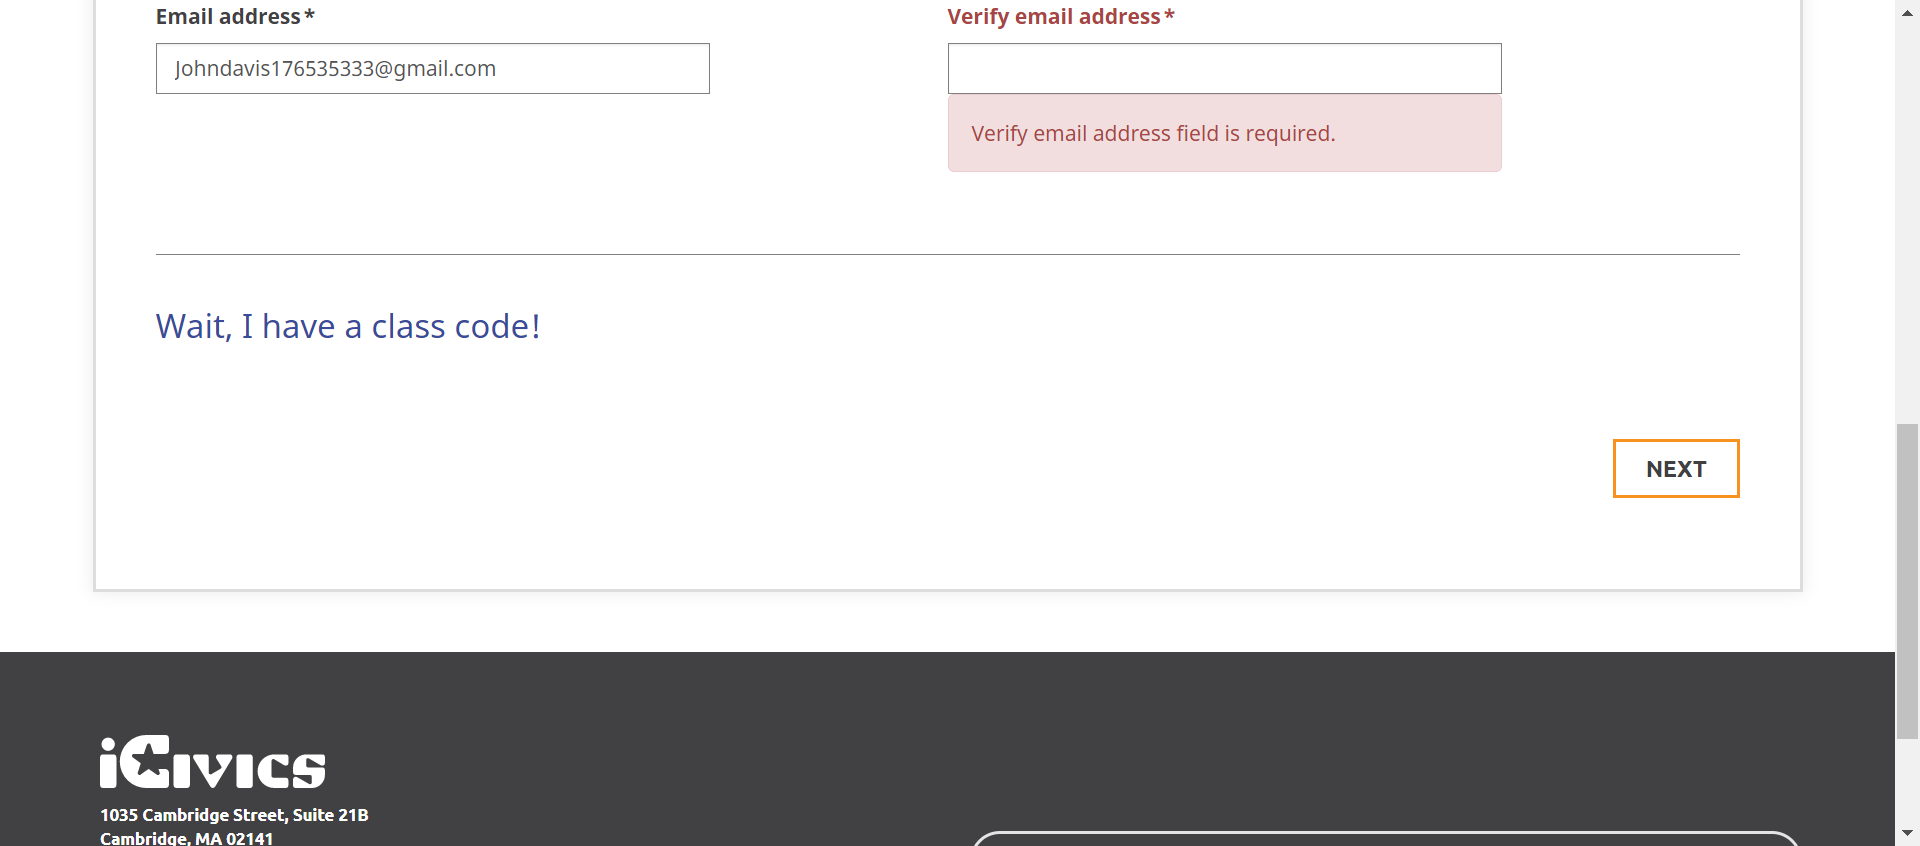 Email address*
Verify email address*
Johndavis176535333@gmail.com
Verify email address field is required.
Wait, I have a class code!
NEXT
iCivics
1035 Cambridge Street, Suite 21B
Cambridge, MA 02141